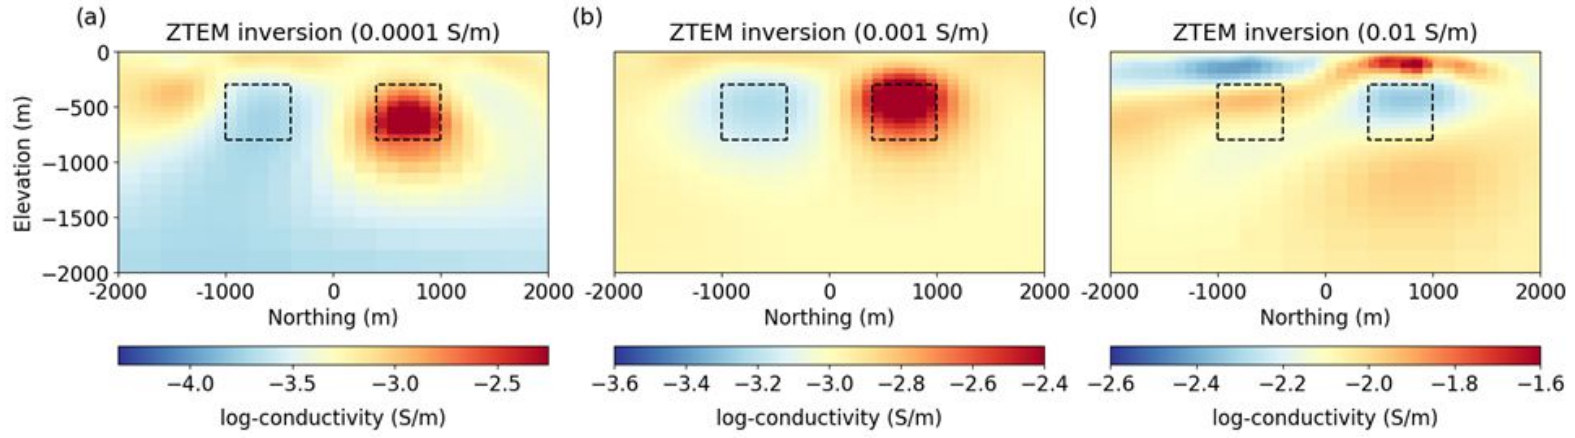 (a)
ZTEM inversion (0.0001 S/m)
0
−500
−1000
−1500
−2000
Elevation (m)
-2000 -1000 0 1000 2000
Northing (m)
−4.0 −3.5 −3.0 −2.5
log-conductivity (S/m)
(b)
ZTEM inversion (0.001 S/m)
-2000 -1000 0 1000 2000
Northing (m)
−3.6 −3.4 −3.2 −3.0 −2.8 −2.6 −2.4
log-conductivity (S/m)
(c)
ZTEM inversion (0.01 S/m)
-2000 -1000 0 1000 2000
Northing (m)
−2.6 −2.4 −2.2 −2.0 −1.8 −1.6
log-conductivity (S/m)